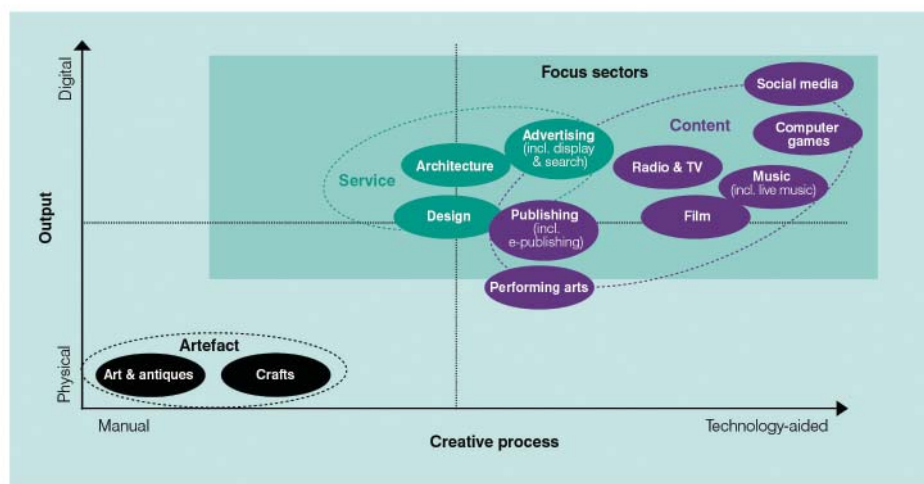 Digital
Physical
Output
Focus sectors
Social media
Content
Computer
games
Advertising
(incl. display
& search)
Architecture
Service
Radio & TV
Music
(incl. live music)
Design
Publishing
(incl.
e-publishing)
Film
Performing arts
Artefact
Art & antiques
Crafts
Manual
Technology-aided
Creative process